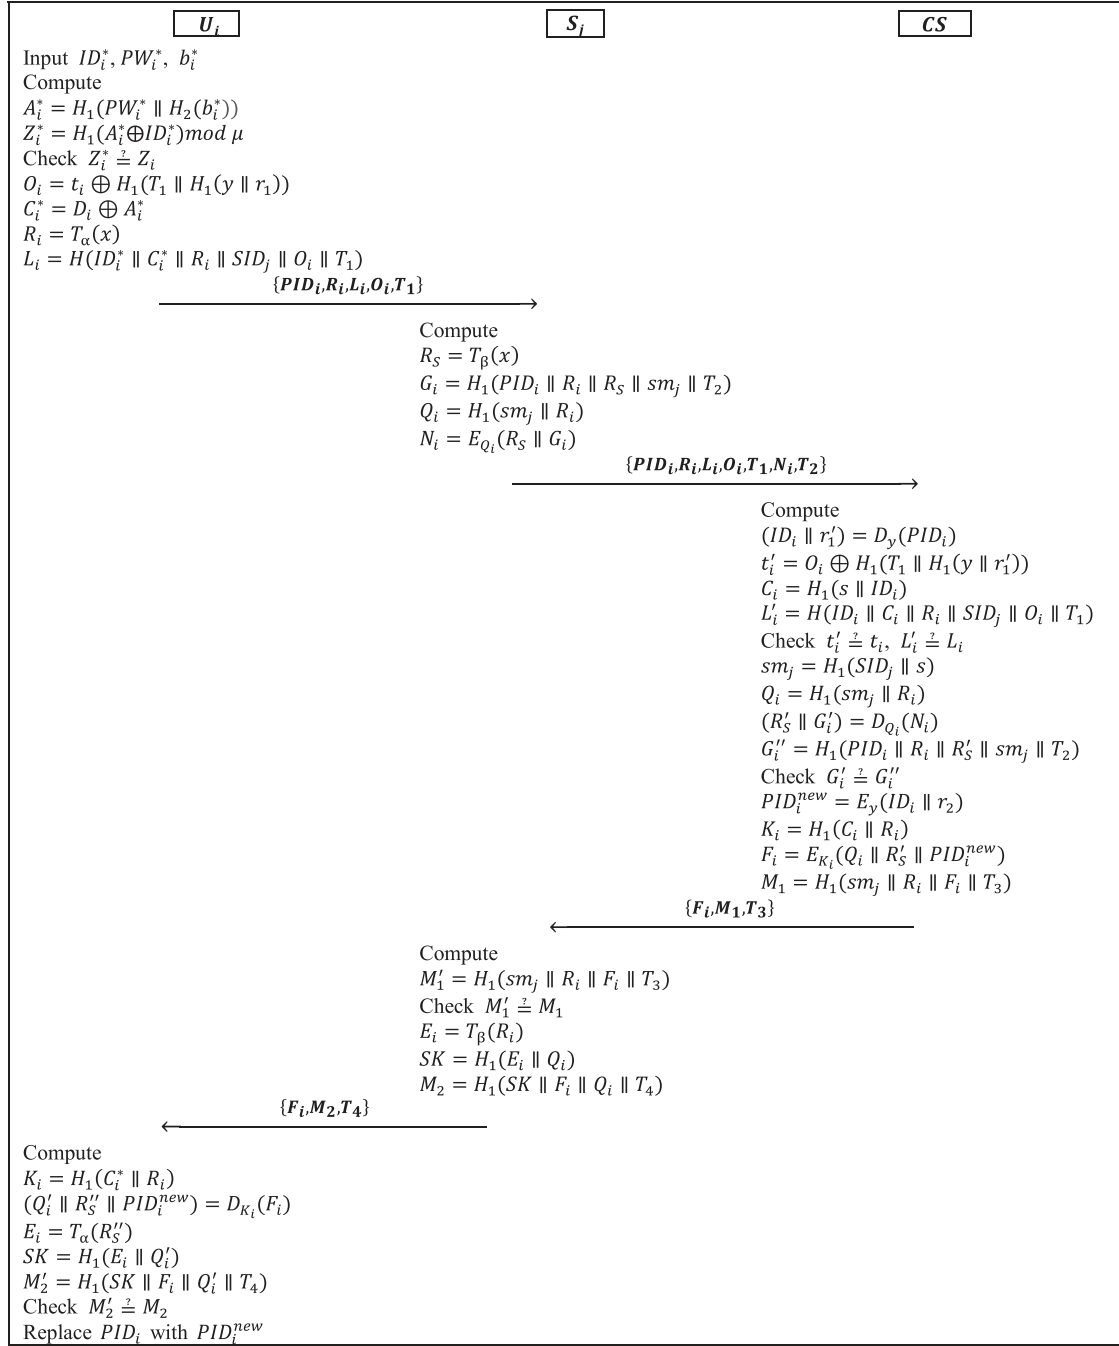 U_i S_j CS
Input ID_i^*, PW_i^*, b_i^*
Compute
A_i^* = H_1(PW_i^* ∥ H_2(b_i^*))
Z_i^* = H_1(A_i^*⊕ID_i^*)mod μ
Check Z_i^* ≟ Z_i
O_i = t_i ⊕ H_1(T_1 ∥ H_1(y ∥ r_1))
C_i^* = D_i ⊕ A_i^*
R_i = T_α(x)
L_i = H(ID_i^* ∥ C_i^* ∥ R_i ∥ SID_j ∥ O_i ∥ T_1)
{PID_i,R_i,L_i,O_i,T_1}
Compute
R_S = T_β(x)
G_i = H_1(PID_i ∥ R_i ∥ R_S ∥ sm_j ∥ T_2)
Q_i = H_1(sm_j ∥ R_i)
N_i = E_{Q_i}(R_S ∥ G_i)
{PID_i,R_i,L_i,O_i,T_1,N_i,T_2}
Compute
(ID_i ∥ r_1′) = D_y(PID_i)
t_i′ = O_i ⊕ H_1(T_1 ∥ H_1(y ∥ r_1′))
C_i = H_1(s ∥ ID_i)
L_i′ = H(ID_i ∥ C_i ∥ R_i ∥ SID_j ∥ O_i ∥ T_1)
Check t_i′ ≟ t_i, L_i′ ≟ L_i
sm_j = H_1(SID_j ∥ s)
Q_i = H_1(sm_j ∥ R_i)
(R_S′ ∥ G_i′) = D_{Q_i}(N_i)
G_i′′ = H_1(PID_i ∥ R_i ∥ R_S′ ∥ sm_j ∥ T_2)
Check G_i′ ≟ G_i′′
PID_i^{new} = E_y(ID_i ∥ r_2)
K_i = H_1(C_i ∥ R_i)
F_i = E_{K_i}(Q_i ∥ R_S′ ∥ PID_i^{new})
M_1 = H_1(sm_j ∥ R_i ∥ F_i ∥ T_3)
{F_i,M_1,T_3}
Compute
M_1′ = H_1(sm_j ∥ R_i ∥ F_i ∥ T_3)
Check M_1′ ≟ M_1
E_i = T_β(R_i)
SK = H_1(E_i ∥ Q_i)
M_2 = H_1(SK ∥ F_i ∥ Q_i ∥ T_4)
{F_i,M_2,T_4}
Compute
K_i = H_1(C_i^* ∥ R_i)
(Q_i′ ∥ R_S′′ ∥ PID_i^{new}) = D_{K_i}(F_i)
E_i = T_α(R_S′′)
SK = H_1(E_i ∥ Q_i′)
M_2′ = H_1(SK ∥ F_i ∥ Q_i′ ∥ T_4)
Check M_2′ ≟ M_2
Replace PID_i with PID_i^{new}